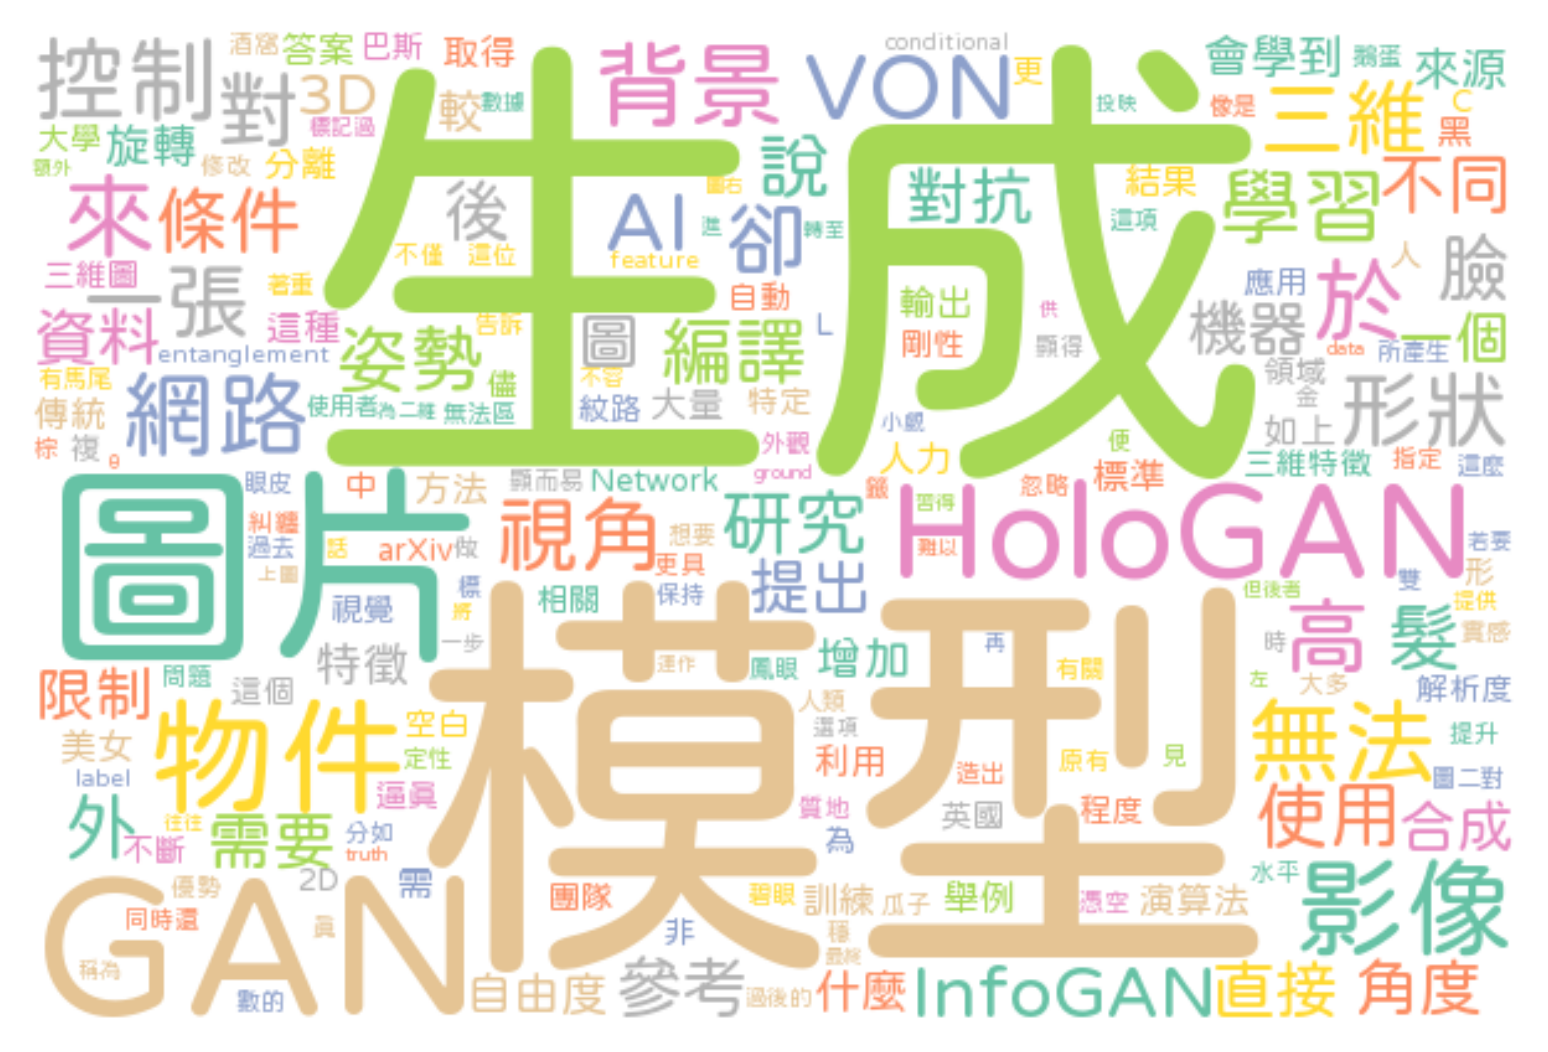 控制
對
酒窩
答案
巴斯
3D
標記過
取得
較
數據
背景
VON
conditional
更
投映
會學到
鵝蛋
來源
像是
三維
C
黑
大學
旋轉
額外
修改
分離
生成
說
圖右
對抗
結果
這項
學習
不同
來
條件
後
AI
進
卻
轉至
不僅
這位
feature
三維圖
一張
著重
自動
輸出
供
應用
於
人
臉
資料
這種
entanglement
姿勢
告訴
圖
編譯
L
剛性
顯得
機器
data
所產生
一個
有馬尾
傳統
網路
儘
不容
使用者
為二維
無法區
紋路
大量
特定
小覷
領域
金
形狀
棕
複
θ
外觀
人力
便
如上
眼皮
中
方法
顯而易
Network
ground
籤
忽略
標準
三維特徵
指定
這麼
圖片
糾纏
過去
上圖
話
arXiv
做
視角
想要
更具
研究
習得
難以
HoloGAN
若要
視覺
標
將
相關
保持
提出
但後者
雙
形
提供
特徵
一步
模型
運作
鳳眼
增加
再
有關
時
高
髮
實感
限制
問題
這個
人類
選項
左
大多
解析度
美女
物件
空白
定性
利用
造出
原有
見
無法
提升
label
逼真
質地
英國
程度
圖二對
外
不斷
往往
需要
分如
truth
為
使用
合成
GAN
優勢
2D
需
同時還
真
團隊
碧眼
訓練
瓜子
舉例
憑空
演算法
水平
影像
稱為
數的
非
穩
最終
自由度
參考
過後的
什麼
InfoGAN
直接
角度